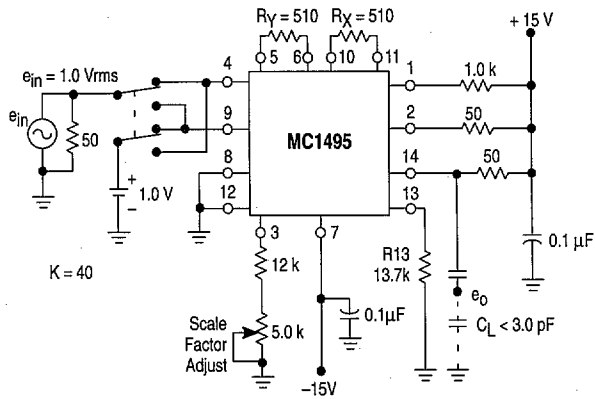 RY = 510
RX = 510
+ 15 V
4
5
6
10
11
1
1.0 k
ein = 1.0 Vrms
ein
50
9
MC1495
2
50
8
14
50
+
1.0 V
–
12
13
3
7
R13
13.7k
0.1 µF
K = 40
12 k
eo
Scale
Factor
Adjust
5.0 k
0.1µF
CL < 3.0 pF
–15V